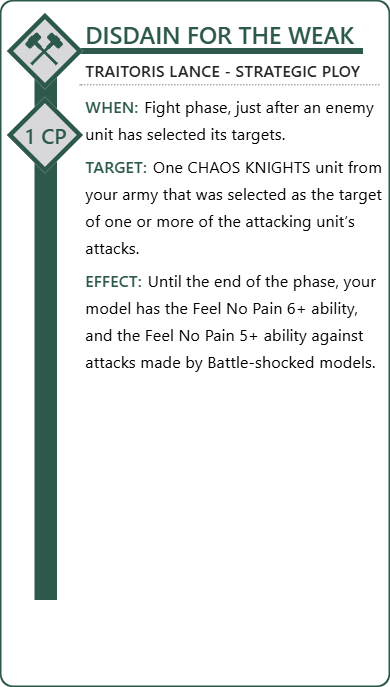 DISDAIN FOR THE WEAK
TRAITORIS LANCE - STRATEGIC PLOY
1 CP
WHEN: Fight phase, just after an enemy
unit has selected its targets.
TARGET: One CHAOS KNIGHTS unit from
your army that was selected as the target
of one or more of the attacking unit’s
attacks.
EFFECT: Until the end of the phase, your
model has the Feel No Pain 6+ ability,
and the Feel No Pain 5+ ability against
attacks made by Battle-shocked models.